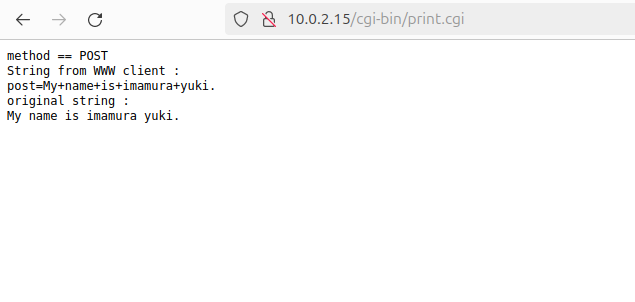 10.0.2.15/cgi-bin/print.cgi
method == POST
String from WWW client :
post=My+name+is+imamura+yuki.
original string :
My name is imamura yuki.